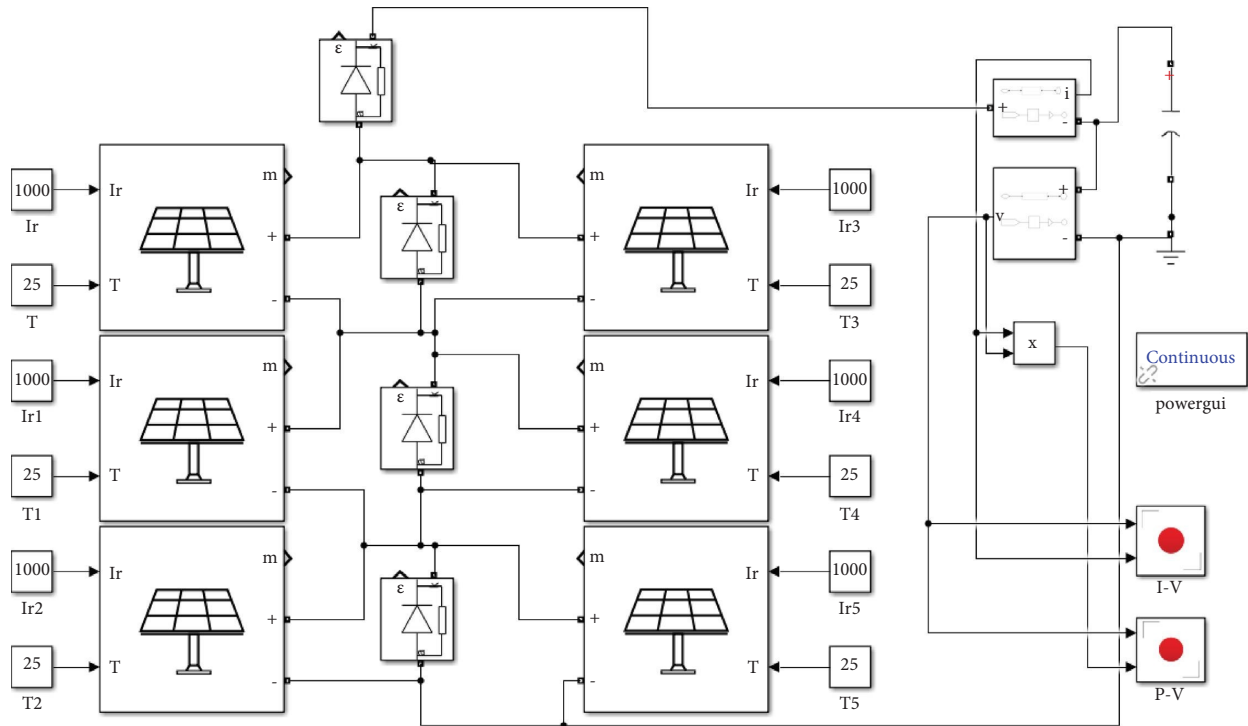 ε
i
+
-
+
v
-
1000
Ir
Ir
m
+
25
T
T
-
ε
m
Ir
1000
Ir3
+
T
25
T3
-
x
Continuous
powergui
1000
Ir
Ir1
m
+
25
T
T1
-
ε
m
Ir
1000
Ir4
+
T
25
T4
-
I-V
1000
Ir
Ir2
m
+
25
T
T2
-
ε
m
Ir
1000
Ir5
+
T
25
T5
-
P-V